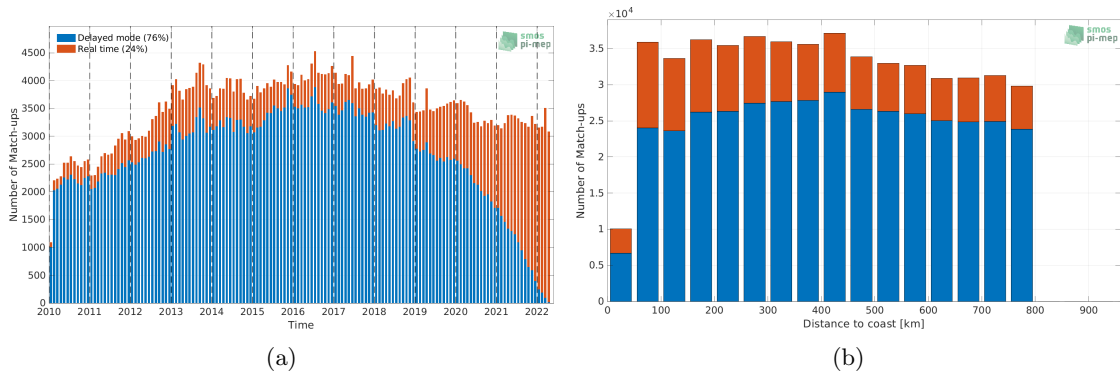 Delayed mode (76%)
Real time (24%)
smos
pi-mep
Number of Match-ups
4500
4000
3500
3000
2500
2000
1500
1000
500
0
2010 2011 2012 2013 2014 2015 2016 2017 2018 2019 2020 2021 2022
Time
(a)
×10⁴
smos
pi-mep
Number of Match-ups
3.5
3
2.5
2
1.5
1
0.5
0
0 100 200 300 400 500 600 700 800 900
Distance to coast [km]
(b)